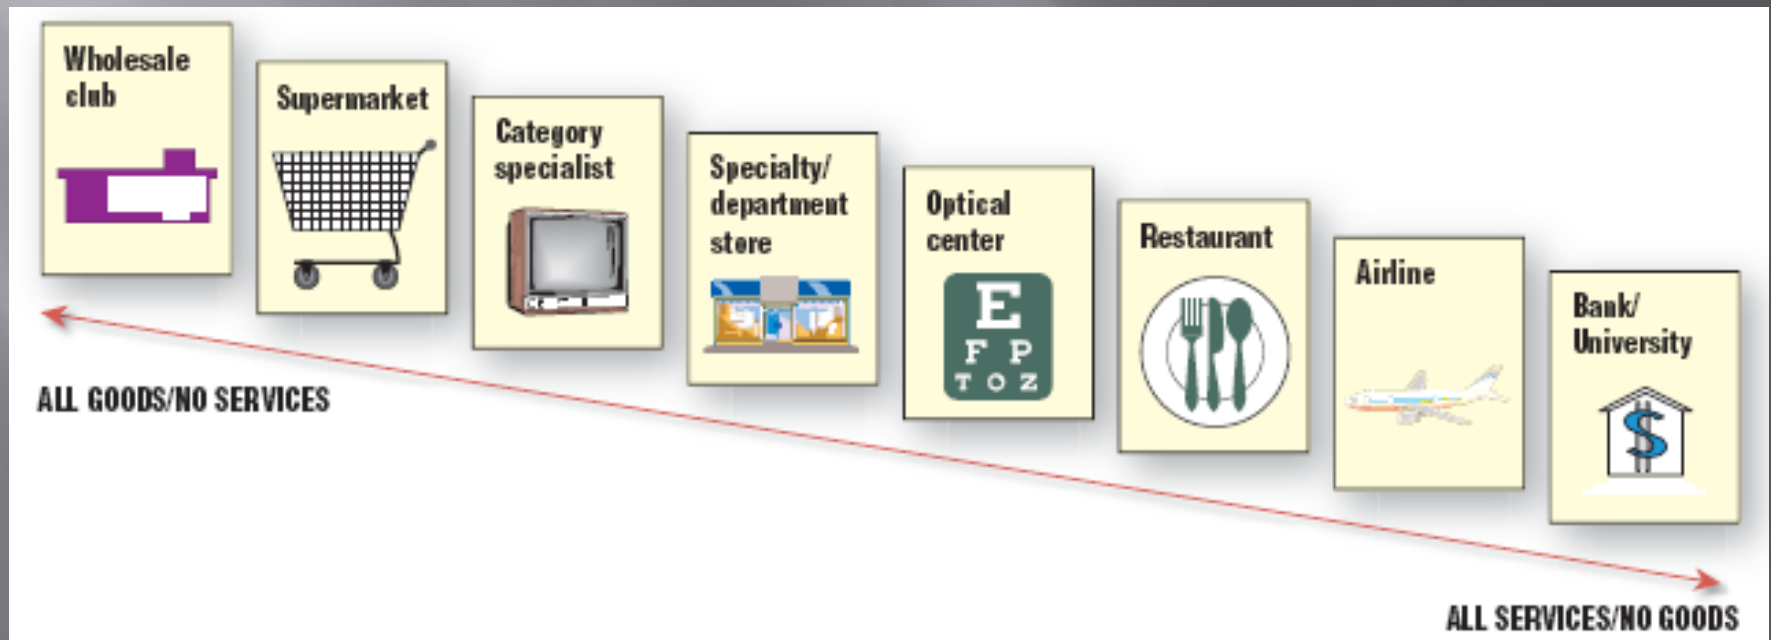 Wholesale
club
Supermarket
Category
specialist
Specialty/
department
store
Optical
center
E
F P
T O Z
Restaurant
Airline
Bank/
University
$
ALL GOODS/NO SERVICES
ALL SERVICES/NO GOODS